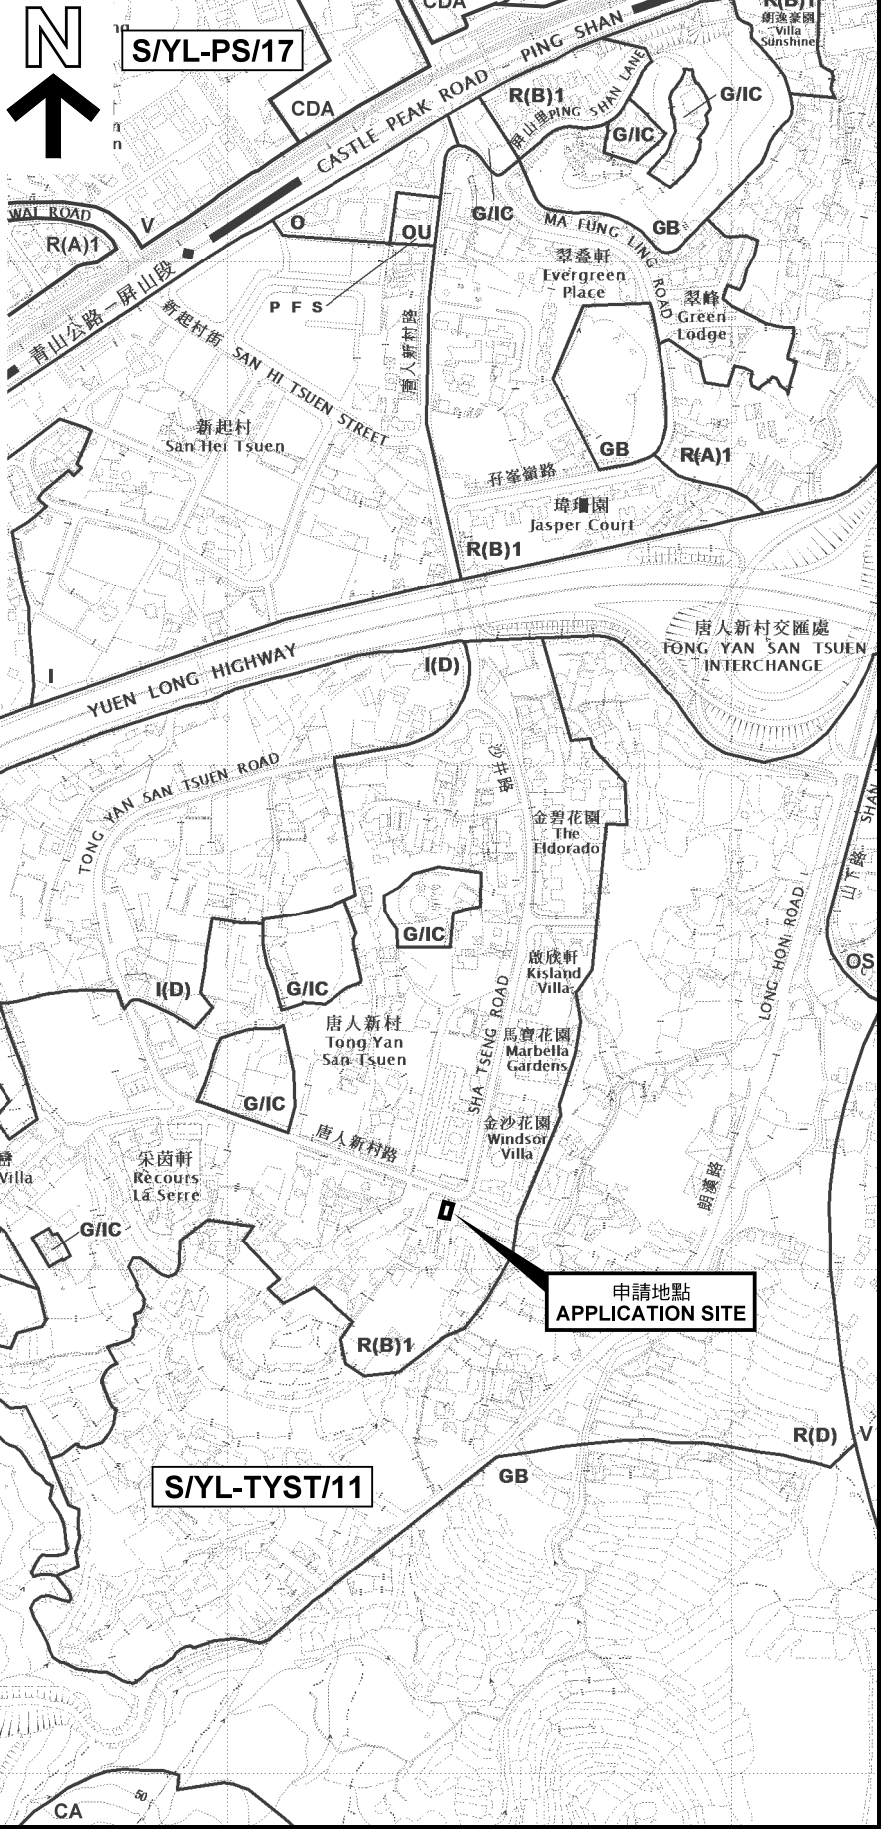 CDA
R(B)1
朗逸豪園
Villa
Sunshine
N
S/YL-PS/17
CDA
CASTLE PEAK ROAD - PING SHAN
R(B)1
屏山里 PING SHAN LANE
G/IC
G/IC
WAI ROAD
R(A)1
V
O
OU
G/IC
MA FUNG LING ROAD
GB
翠疊軒
Evergreen
Place
翠峰
Green
Lodge
P F S
青山公路-屏山段
新起村街 SAN HI TSUEN STREET
唐人新村路
新起村
San Hei Tsuen
GB
R(A)1
孖峯嶺路
瑋珊園
Jasper Court
R(B)1
唐人新村交匯處
TONG YAN SAN TSUEN
INTERCHANGE
I
YUEN LONG HIGHWAY
I(D)
TONG YAN SAN TSUEN ROAD
沙井路
金碧花園
The
Eldorado
山下路 SHAN
G/IC
LONG HON ROAD
啟欣軒
Kisland
Villa
OS
I(D)
G/IC
唐人新村
Tong Yan
San Tsuen
SHA TSENG ROAD
馬寶花園
Marbella
Gardens
G/IC
唐人新村路
金沙花園
Windsor
Villa
Villa
采茵軒
Recours
La Serre
朗漢路
G/IC
申請地點
APPLICATION SITE
R(B)1
R(D)
V
S/YL-TYST/11
GB
50
CA